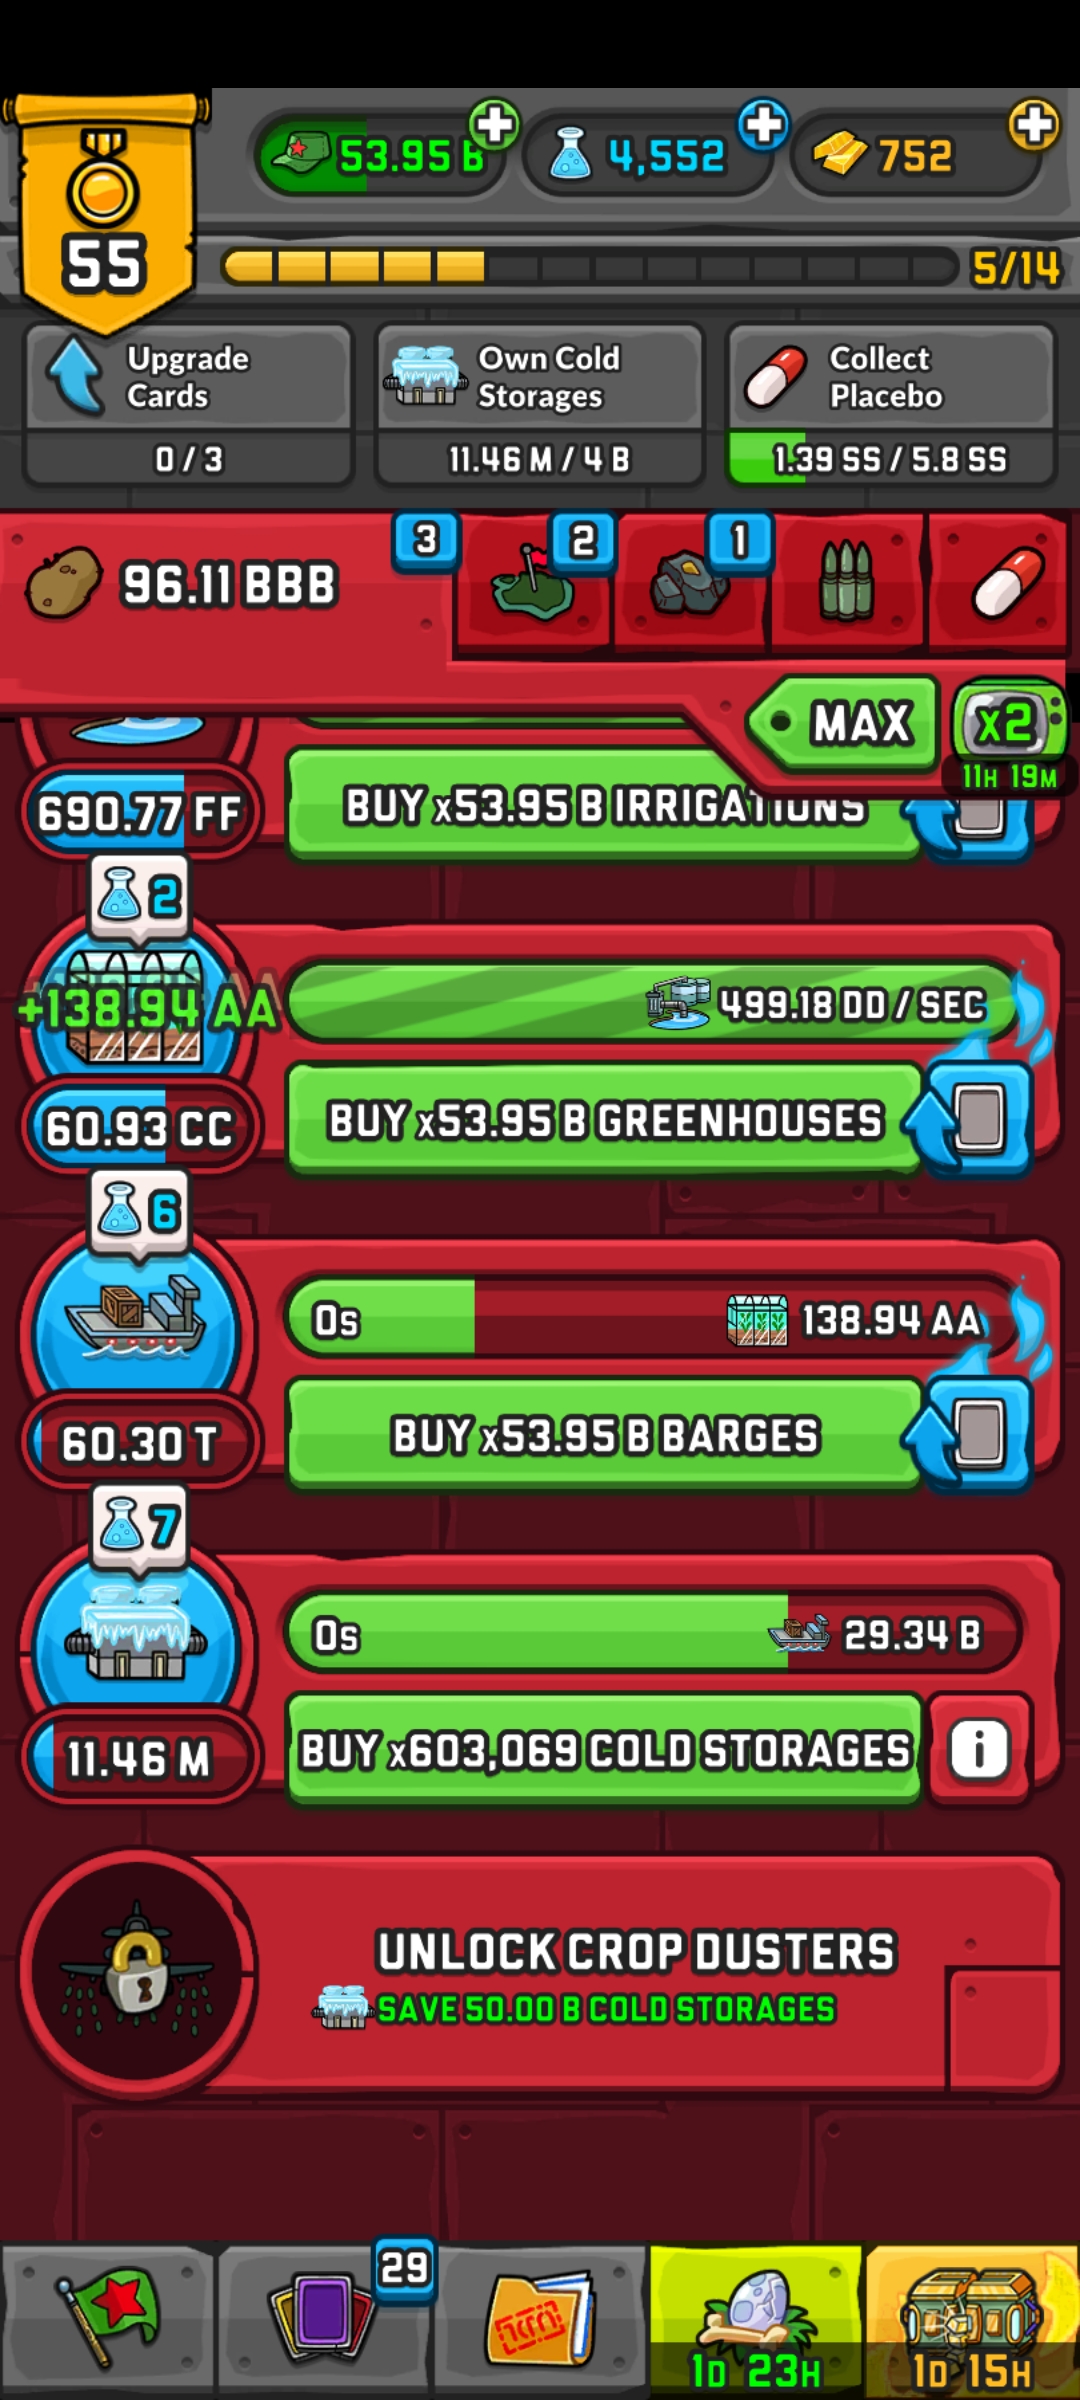 53.95 B
4,552
752
55
5/14
Upgrade
Cards
0 / 3
Own Cold
Storages
11.46 M / 4 B
Collect
Placebo
1.39 SS / 5.8 SS
96.11 BBB
3
2
1
MAX
x2
11H 19M
690.77 FF
BUY x53.95 B IRRIGATIONS
2
+138.94 AA
499.18 DD / SEC
60.93 CC
BUY x53.95 B GREENHOUSES
6
0s
138.94 AA
60.30 T
BUY x53.95 B BARGES
7
0s
29.34 B
11.46 M
BUY x603,069 COLD STORAGES
i
UNLOCK CROP DUSTERS
SAVE 50.00 B COLD STORAGES
29
1D 23H
1D 15H